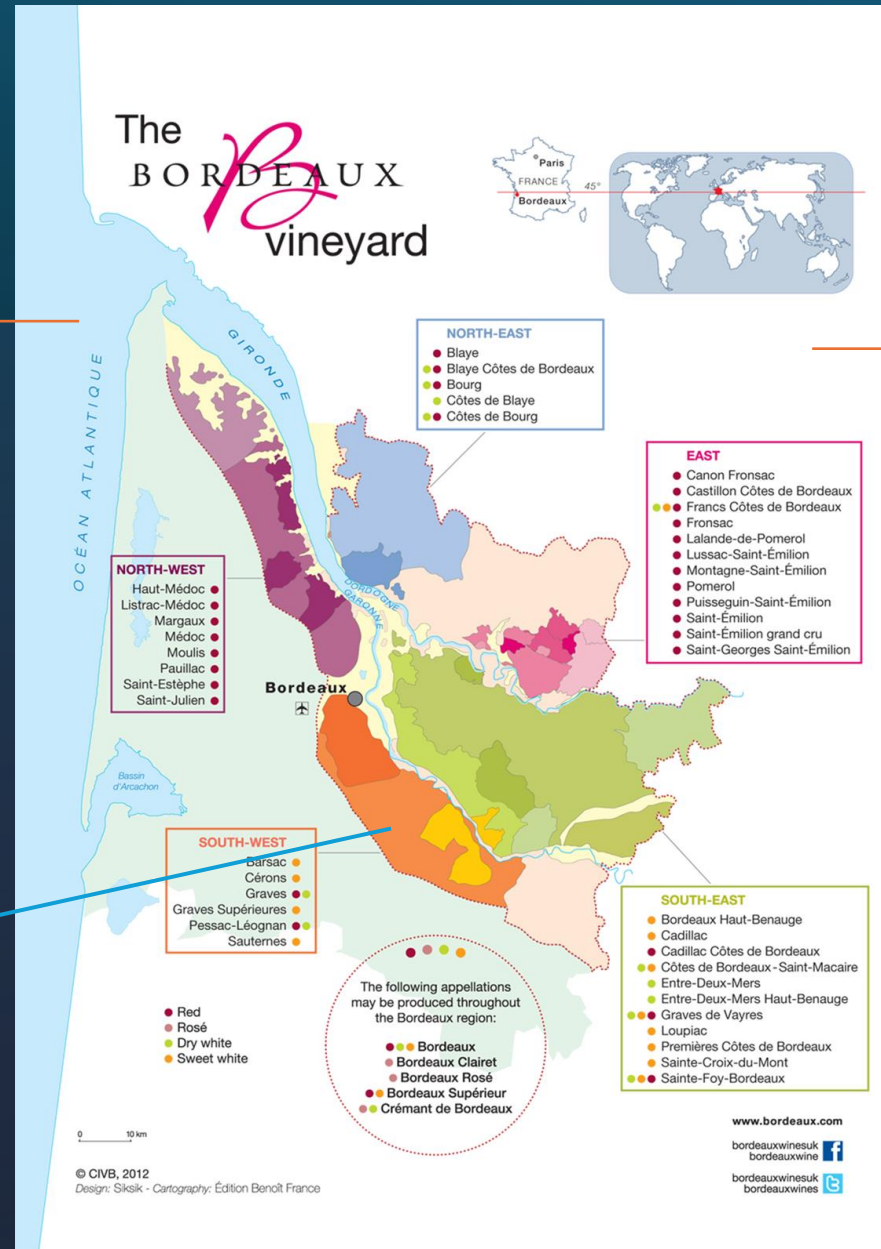 The
BORDEAUX
B
vineyard
Paris
FRANCE
45°
Bordeaux
OCÉAN ATLANTIQUE
GIRONDE
NORTH-EAST
Blaye
Blaye Côtes de Bordeaux
Bourg
Côtes de Blaye
Côtes de Bourg
EAST
Canon Fronsac
Castillon Côtes de Bordeaux
Francs Côtes de Bordeaux
Fronsac
Lalande-de-Pomerol
Lussac-Saint-Émilion
Montagne-Saint-Émilion
Pomerol
Puisseguin-Saint-Émilion
Saint-Émilion
Saint-Émilion grand cru
Saint-Georges Saint-Émilion
NORTH-WEST
Haut-Médoc
Listrac-Médoc
Margaux
Médoc
Moulis
Pauillac
Saint-Estèphe
Saint-Julien
DORDOGNE
GARONNE
Bordeaux
Bassin
d'Arcachon
SOUTH-WEST
Barsac
Cérons
Graves
Graves Supérieures
Pessac-Léognan
Sauternes
SOUTH-EAST
Bordeaux Haut-Benauge
Cadillac
Cadillac Côtes de Bordeaux
Côtes de Bordeaux-Saint-Macaire
Entre-Deux-Mers
Entre-Deux-Mers Haut-Benauge
Graves de Vayres
Loupiac
Premières Côtes de Bordeaux
Sainte-Croix-du-Mont
Sainte-Foy-Bordeaux
The following appellations
may be produced throughout
the Bordeaux region:
Bordeaux
Bordeaux Clairet
Bordeaux Rosé
Bordeaux Supérieur
Crémant de Bordeaux
Red
Rosé
Dry white
Sweet white
0 10 km
© CIVB, 2012
Design: Siksik - Cartography: Édition Benoît France
www.bordeaux.com
bordeauxwinesuk
bordeauxwine
f
bordeauxwinesuk
bordeauxwines
t